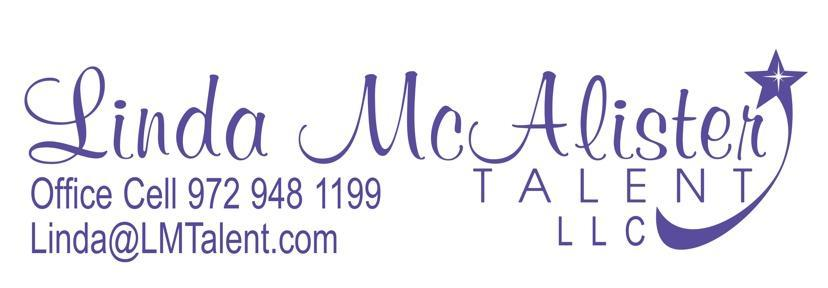 Linda McAlister
TALENT
LLC
Office Cell 972 948 1199
Linda@LMTalent.com